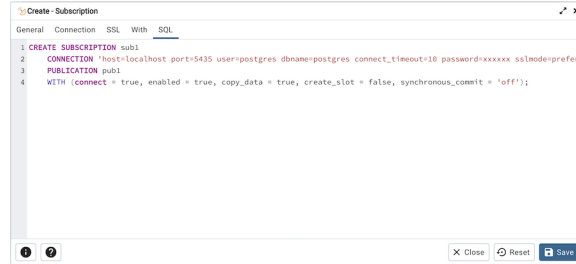 Create - Subscription
General Connection SSL With SQL
1 CREATE SUBSCRIPTION sub1
2 CONNECTION 'host=localhost port=5435 user=postgres dbname=postgres connect_timeout=10 password=xxxxxx sslmode=prefer
3 PUBLICATION pub1
4 WITH (connect = true, enabled = true, copy_data = true, create_slot = false, synchronous_commit = 'off');
Close Reset Save